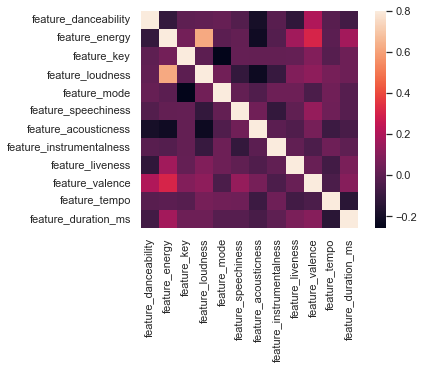 feature_danceability
feature_energy
feature_key
feature_loudness
feature_mode
feature_speechiness
feature_acousticness
feature_instrumentalness
feature_liveness
feature_valence
feature_tempo
feature_duration_ms
feature_danceability
feature_energy
feature_key
feature_loudness
feature_mode
feature_speechiness
feature_acousticness
feature_instrumentalness
feature_liveness
feature_valence
feature_tempo
feature_duration_ms
0.8
0.6
0.4
0.2
0.0
−0.2